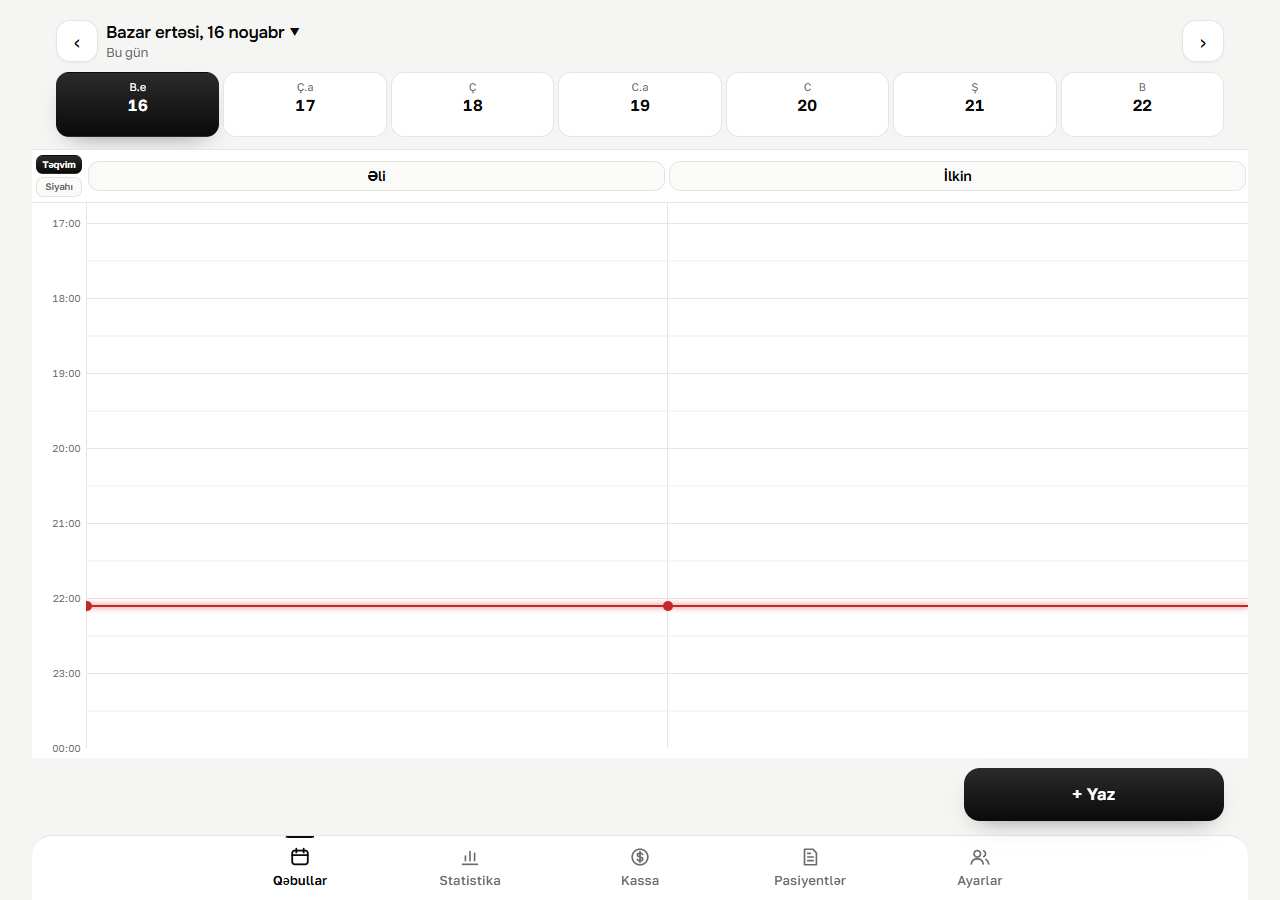 ‹
Bazar ertəsi, 16 noyabr ▼
Bu gün
›
B.e
16
Ç.a
17
Ç
18
C.a
19
C
20
Ş
21
B
22
Təqvim
Siyahı
Əli
İlkin
17:00
18:00
19:00
20:00
21:00
22:00
23:00
00:00
+ Yaz
Qəbullar
Statistika
Kassa
Pasiyentlər
Ayarlar